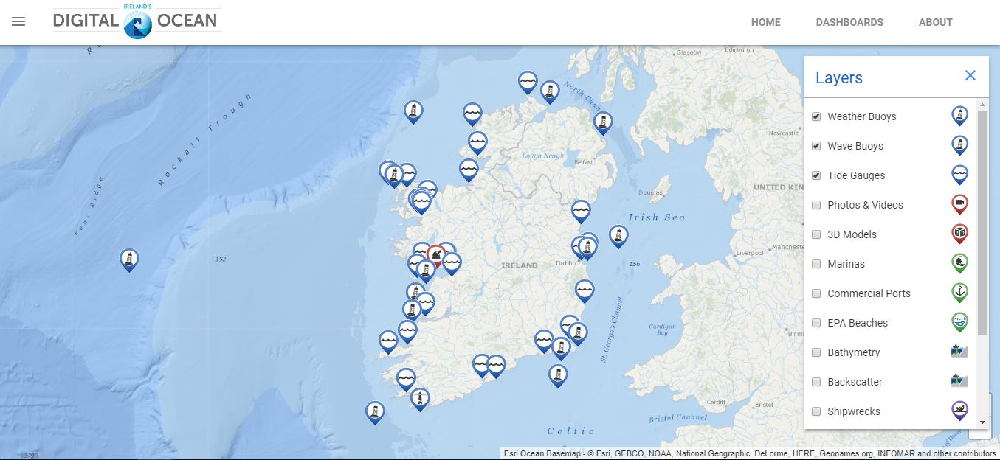 IRELAND'S
DIGITAL OCEAN
HOME
DASHBOARDS
ABOUT
Rockall Trough
Feni Ridge
152
3799
Glasgow
Edinburgh
North Chan
Newcastle
Lough Neagh
Belfast
Douglas
UNITED KIN
Irish Sea
Manchester
Liverpool
IRELAND
Dublin
156
St. George's Channel
Cardigan
Bay
Birmi
Cardiff
Bristol
Bristol Channel
Celtic
Layers
Weather Buoys
Wave Buoys
Tide Gauges
Photos & Videos
3D Models
Marinas
Commercial Ports
EPA Beaches
Bathymetry
Backscatter
Shipwrecks
Esri Ocean Basemap - © Esri, GEBCO, NOAA, National Geographic, DeLorme, HERE, Geonames.org, INFOMAR and other contributors